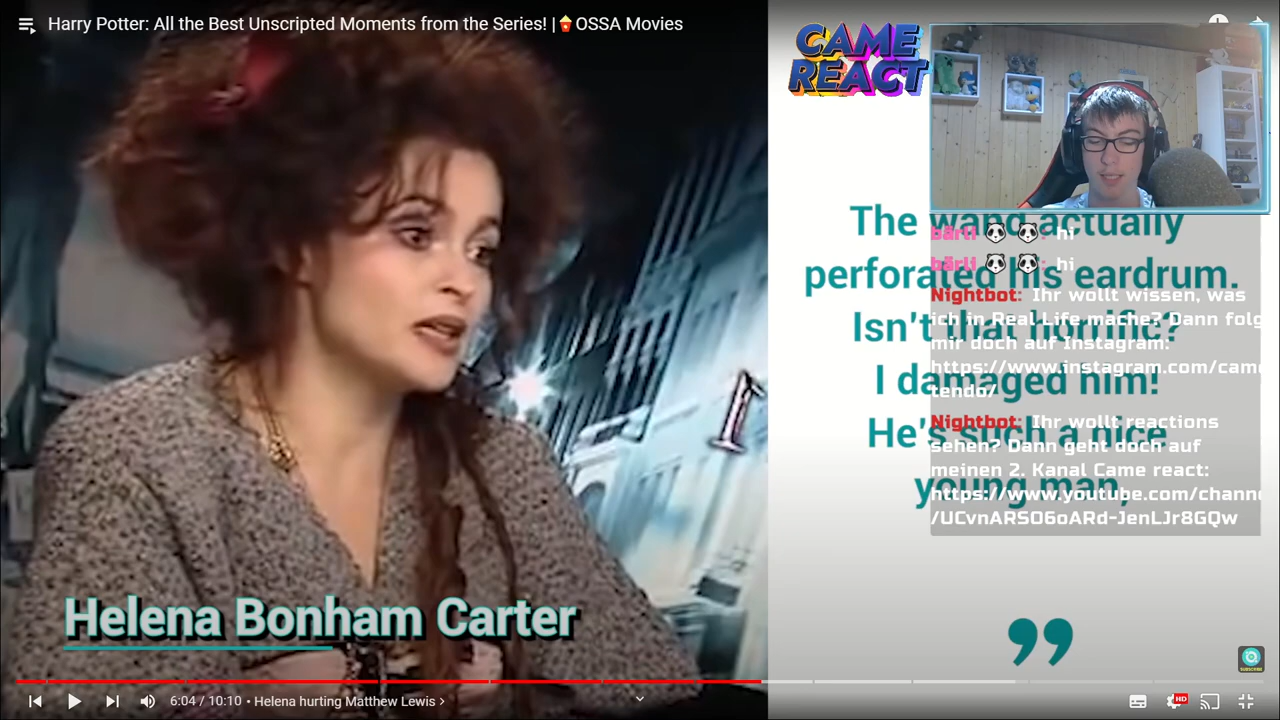 Harry Potter: All the Best Unscripted Moments from the Series! |🍿OSSA Movies
CAME
REACT
The wand actually
perforated his eardrum.
Isn't that horrific?
I damaged him!
He's such a nice
young man,
”
bärli 🐼 🐼: hi
bärli 🐼 🐼: hi
Nightbot: Ihr wollt wissen, was
ich in Real Life mache? Dann folg
mir doch auf Instagram:
https://www.instagram.com/came
tendo/
Nightbot: Ihr wollt reactions
sehen? Dann geht doch auf
meinen 2. Kanal Came react:
https://www.youtube.com/channe
/UCvnARSO6oARd-JenLJr8GQw
Helena Bonham Carter
6:04 / 10:10 • Helena hurting Matthew Lewis >
HD